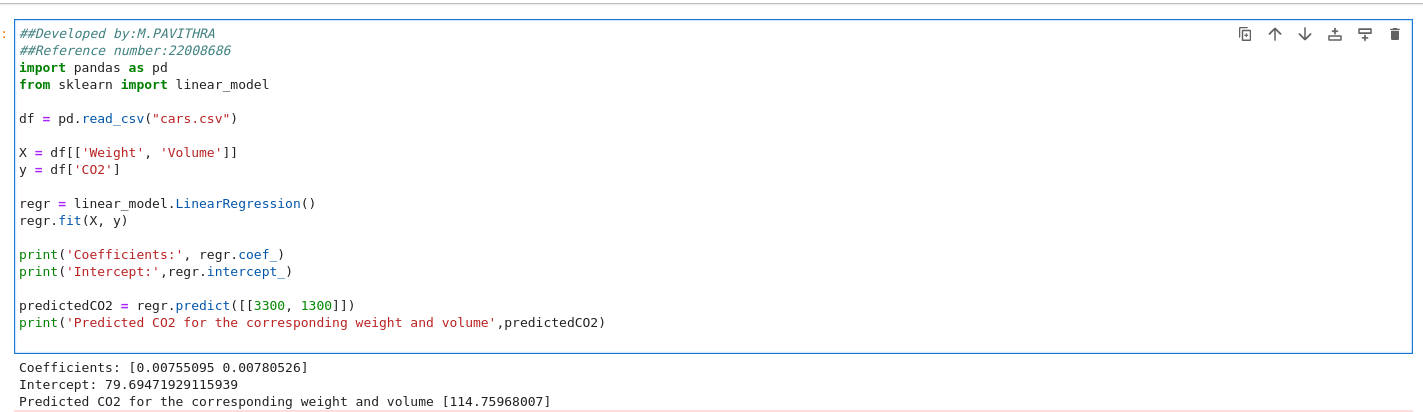 :
##Developed by:M.PAVITHRA
##Reference number:22008686
import pandas as pd
from sklearn import linear_model
df = pd.read_csv("cars.csv")
X = df[['Weight', 'Volume']]
y = df['CO2']
regr = linear_model.LinearRegression()
regr.fit(X, y)
print('Coefficients:', regr.coef_)
print('Intercept:',regr.intercept_)
predictedCO2 = regr.predict([[3300, 1300]])
print('Predicted CO2 for the corresponding weight and volume',predictedCO2)
Coefficients: [0.00755095 0.00780526]
Intercept: 79.69471929115939
Predicted CO2 for the corresponding weight and volume [114.75968007]